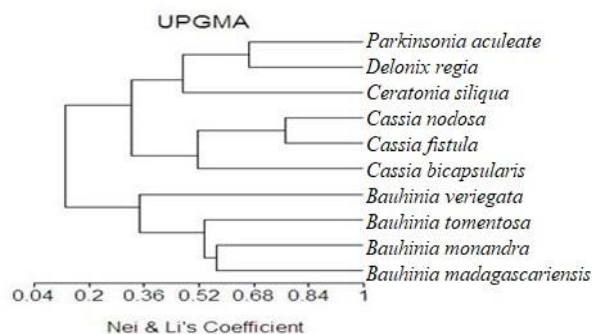 UPGMA
Parkinsonia aculeate
Delonix regia
Ceratonia siliqua
Cassia nodosa
Cassia fistula
Cassia bicapsularis
Bauhinia veriegata
Bauhinia tomentosa
Bauhinia monandra
Bauhinia madagascariensis
0.04 0.2 0.36 0.52 0.68 0.84 1
Nei & Li's Coefficient